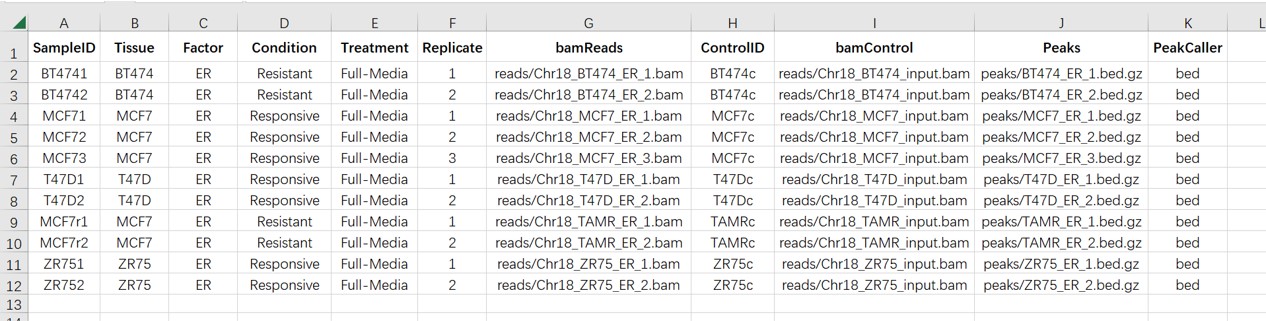 A B C D E F G H I J K L
1 SampleID Tissue Factor Condition Treatment Replicate bamReads ControlID bamControl Peaks PeakCaller
2 BT4741 BT474 ER Resistant Full-Media 1 reads/Chr18_BT474_ER_1.bam BT474c reads/Chr18_BT474_input.bam peaks/BT474_ER_1.bed.gz bed
3 BT4742 BT474 ER Resistant Full-Media 2 reads/Chr18_BT474_ER_2.bam BT474c reads/Chr18_BT474_input.bam peaks/BT474_ER_2.bed.gz bed
4 MCF71 MCF7 ER Responsive Full-Media 1 reads/Chr18_MCF7_ER_1.bam MCF7c reads/Chr18_MCF7_input.bam peaks/MCF7_ER_1.bed.gz bed
5 MCF72 MCF7 ER Responsive Full-Media 2 reads/Chr18_MCF7_ER_2.bam MCF7c reads/Chr18_MCF7_input.bam peaks/MCF7_ER_2.bed.gz bed
6 MCF73 MCF7 ER Responsive Full-Media 3 reads/Chr18_MCF7_ER_3.bam MCF7c reads/Chr18_MCF7_input.bam peaks/MCF7_ER_3.bed.gz bed
7 T47D1 T47D ER Responsive Full-Media 1 reads/Chr18_T47D_ER_1.bam T47Dc reads/Chr18_T47D_input.bam peaks/T47D_ER_1.bed.gz bed
8 T47D2 T47D ER Responsive Full-Media 2 reads/Chr18_T47D_ER_2.bam T47Dc reads/Chr18_T47D_input.bam peaks/T47D_ER_2.bed.gz bed
9 MCF7r1 MCF7 ER Resistant Full-Media 1 reads/Chr18_TAMR_ER_1.bam TAMRc reads/Chr18_TAMR_input.bam peaks/TAMR_ER_1.bed.gz bed
10 MCF7r2 MCF7 ER Resistant Full-Media 2 reads/Chr18_TAMR_ER_2.bam TAMRc reads/Chr18_TAMR_input.bam peaks/TAMR_ER_2.bed.gz bed
11 ZR751 ZR75 ER Responsive Full-Media 1 reads/Chr18_ZR75_ER_1.bam ZR75c reads/Chr18_ZR75_input.bam peaks/ZR75_ER_1.bed.gz bed
12 ZR752 ZR75 ER Responsive Full-Media 2 reads/Chr18_ZR75_ER_2.bam ZR75c reads/Chr18_ZR75_input.bam peaks/ZR75_ER_2.bed.gz bed
13